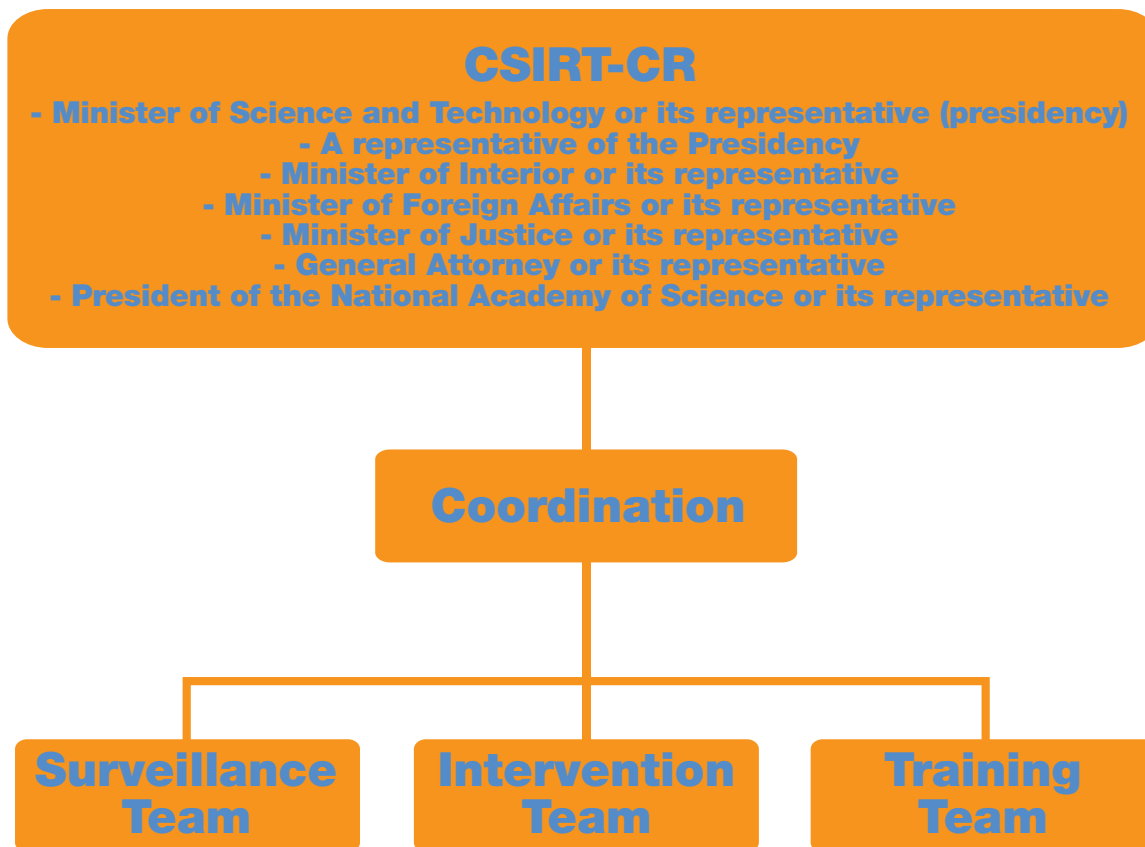 CSIRT-CR
- Minister of Science and Technology or its representative (presidency)
- A representative of the Presidency
- Minister of Interior or its representative
- Minister of Foreign Affairs or its representative
- Minister of Justice or its representative
- General Attorney or its representative
- President of the National Academy of Science or its representative
Coordination
Surveillance
Team
Intervention
Team
Training
Team